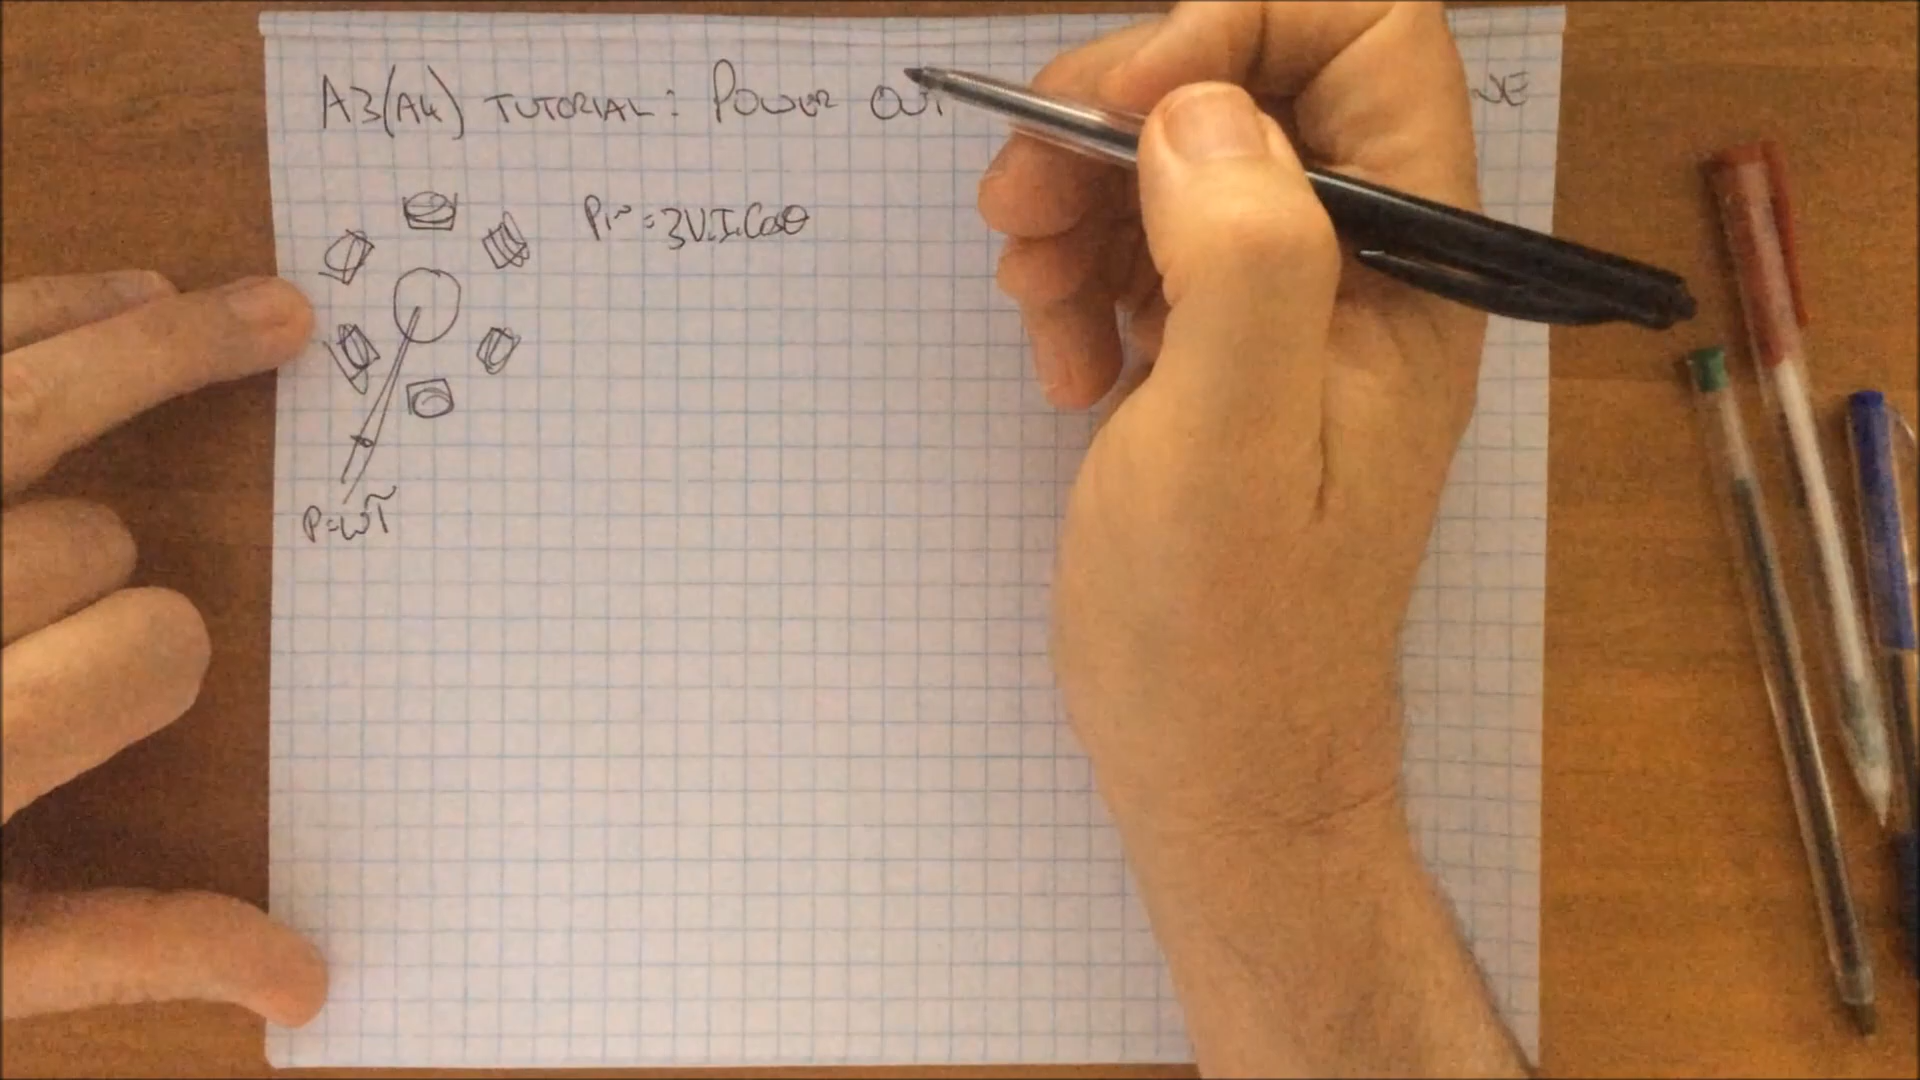 A3(A4) TUTORIAL: POWER OUT
Pin = 3V.I.Cosθ
P=ωT